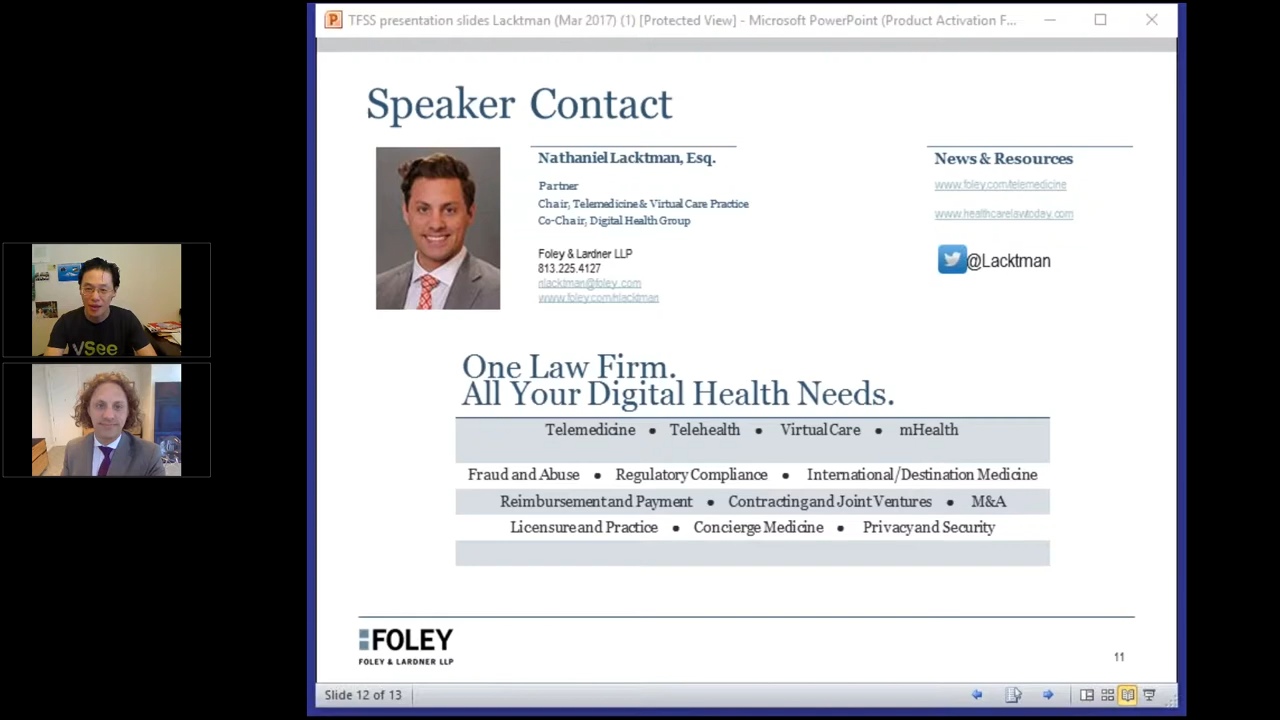 TFSS presentation slides Lacktman (Mar 2017) (1) [Protected View] - Microsoft PowerPoint (Product Activation F...
Speaker Contact
Nathaniel Lacktman, Esq.
Partner
Chair, Telemedicine & Virtual Care Practice
Co-Chair, Digital Health Group
Foley & Lardner LLP
813.225.4127
nlacktman@foley.com
www.foley.com/nlacktman
News & Resources
www.foley.com/telemedicine
www.healthcarelawtoday.com
@Lacktman
vSee
One Law Firm.
All Your Digital Health Needs.
Telemedicine • Telehealth • Virtual Care • mHealth
Fraud and Abuse • Regulatory Compliance • International/Destination Medicine
Reimbursement and Payment • Contracting and Joint Ventures • M&A
Licensure and Practice • Concierge Medicine • Privacy and Security
FOLEY
FOLEY & LARDNER LLP
11
Slide 12 of 13